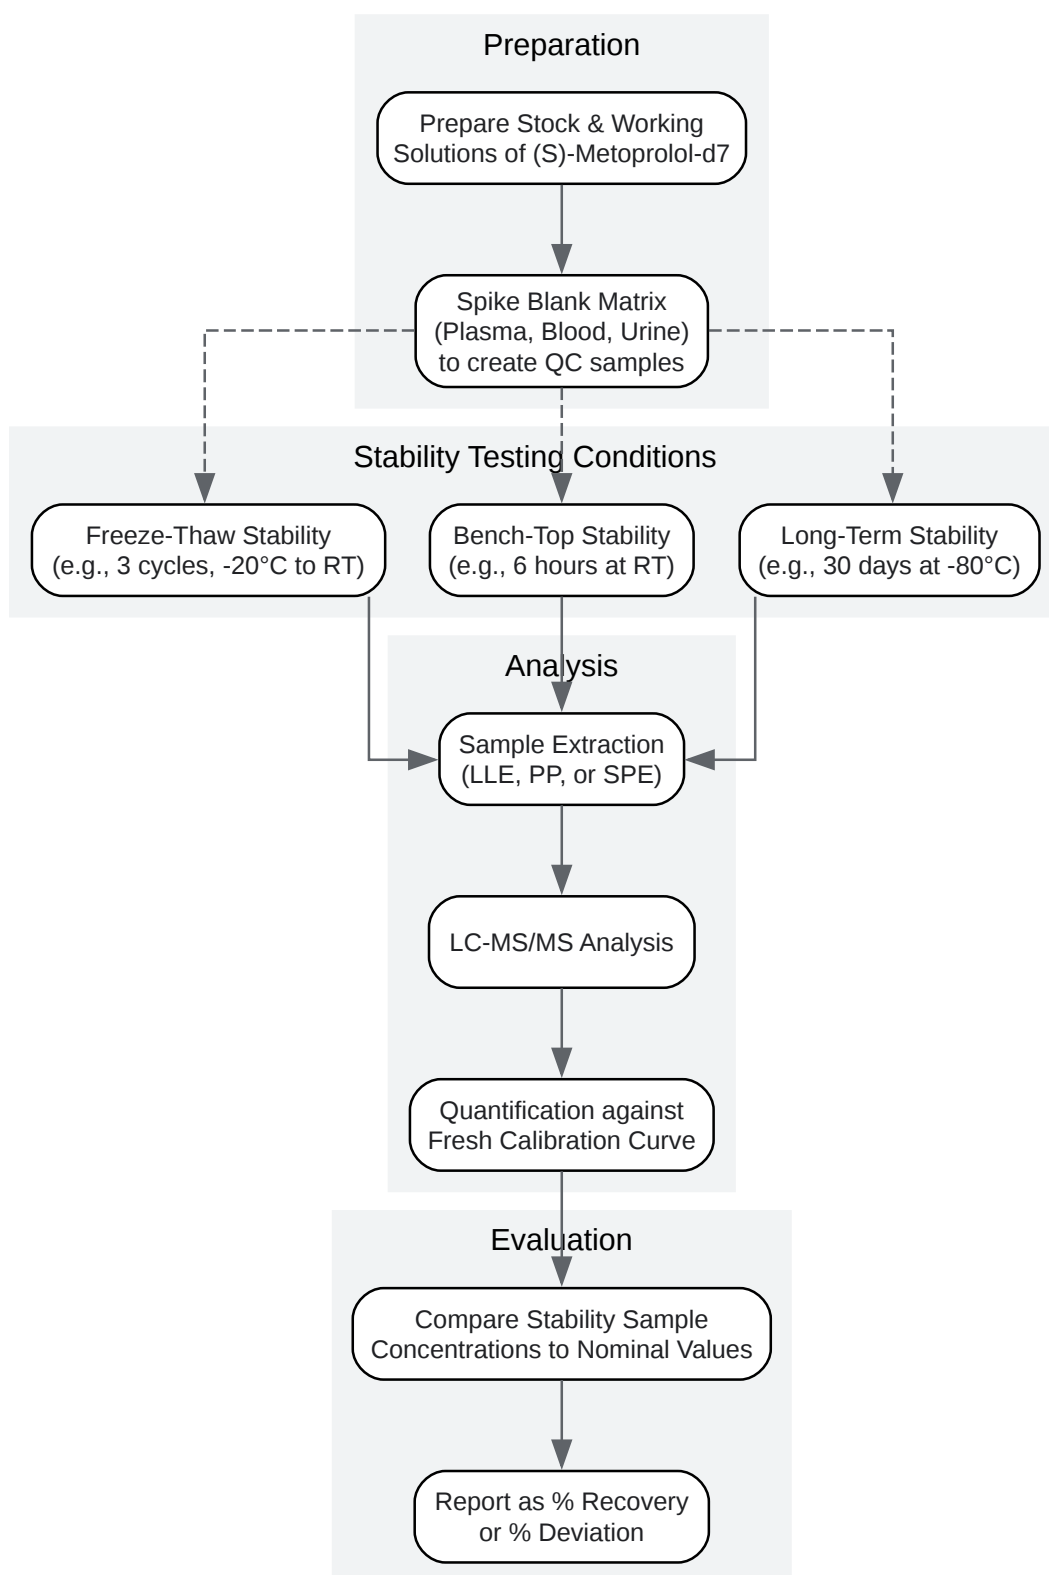 Preparation
Prepare Stock & Working
Solutions of (S)-Metoprolol-d7
Spike Blank Matrix
(Plasma, Blood, Urine)
to create QC samples
Stability Testing Conditions
Freeze-Thaw Stability
(e.g., 3 cycles, -20°C to RT)
Bench-Top Stability
(e.g., 6 hours at RT)
Long-Term Stability
(e.g., 30 days at -80°C)
Analysis
Sample Extraction
(LLE, PP, or SPE)
LC-MS/MS Analysis
Quantification against
Fresh Calibration Curve
Evaluation
Compare Stability Sample
Concentrations to Nominal Values
Report as % Recovery
or % Deviation